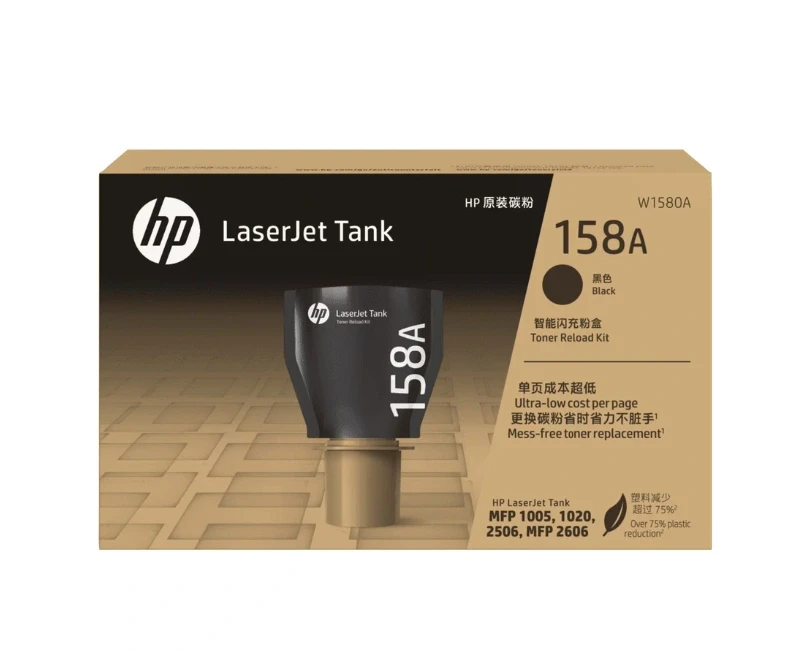 hp
LaserJet Tank
HP 原装碳粉
W1580A
158A
黑色
Black
智能闪充粉盒
Toner Reload Kit
hp
LaserJet Tank
Toner Reload Kit
158A
单页成本超低
Ultra-low cost per page
更换碳粉省时省力不脏手¹
Mess-free toner replacement¹
HP LaserJet Tank
MFP 1005, 1020,
2506, MFP 2606
塑料减少
超过 75%²
Over 75% plastic
reduction²